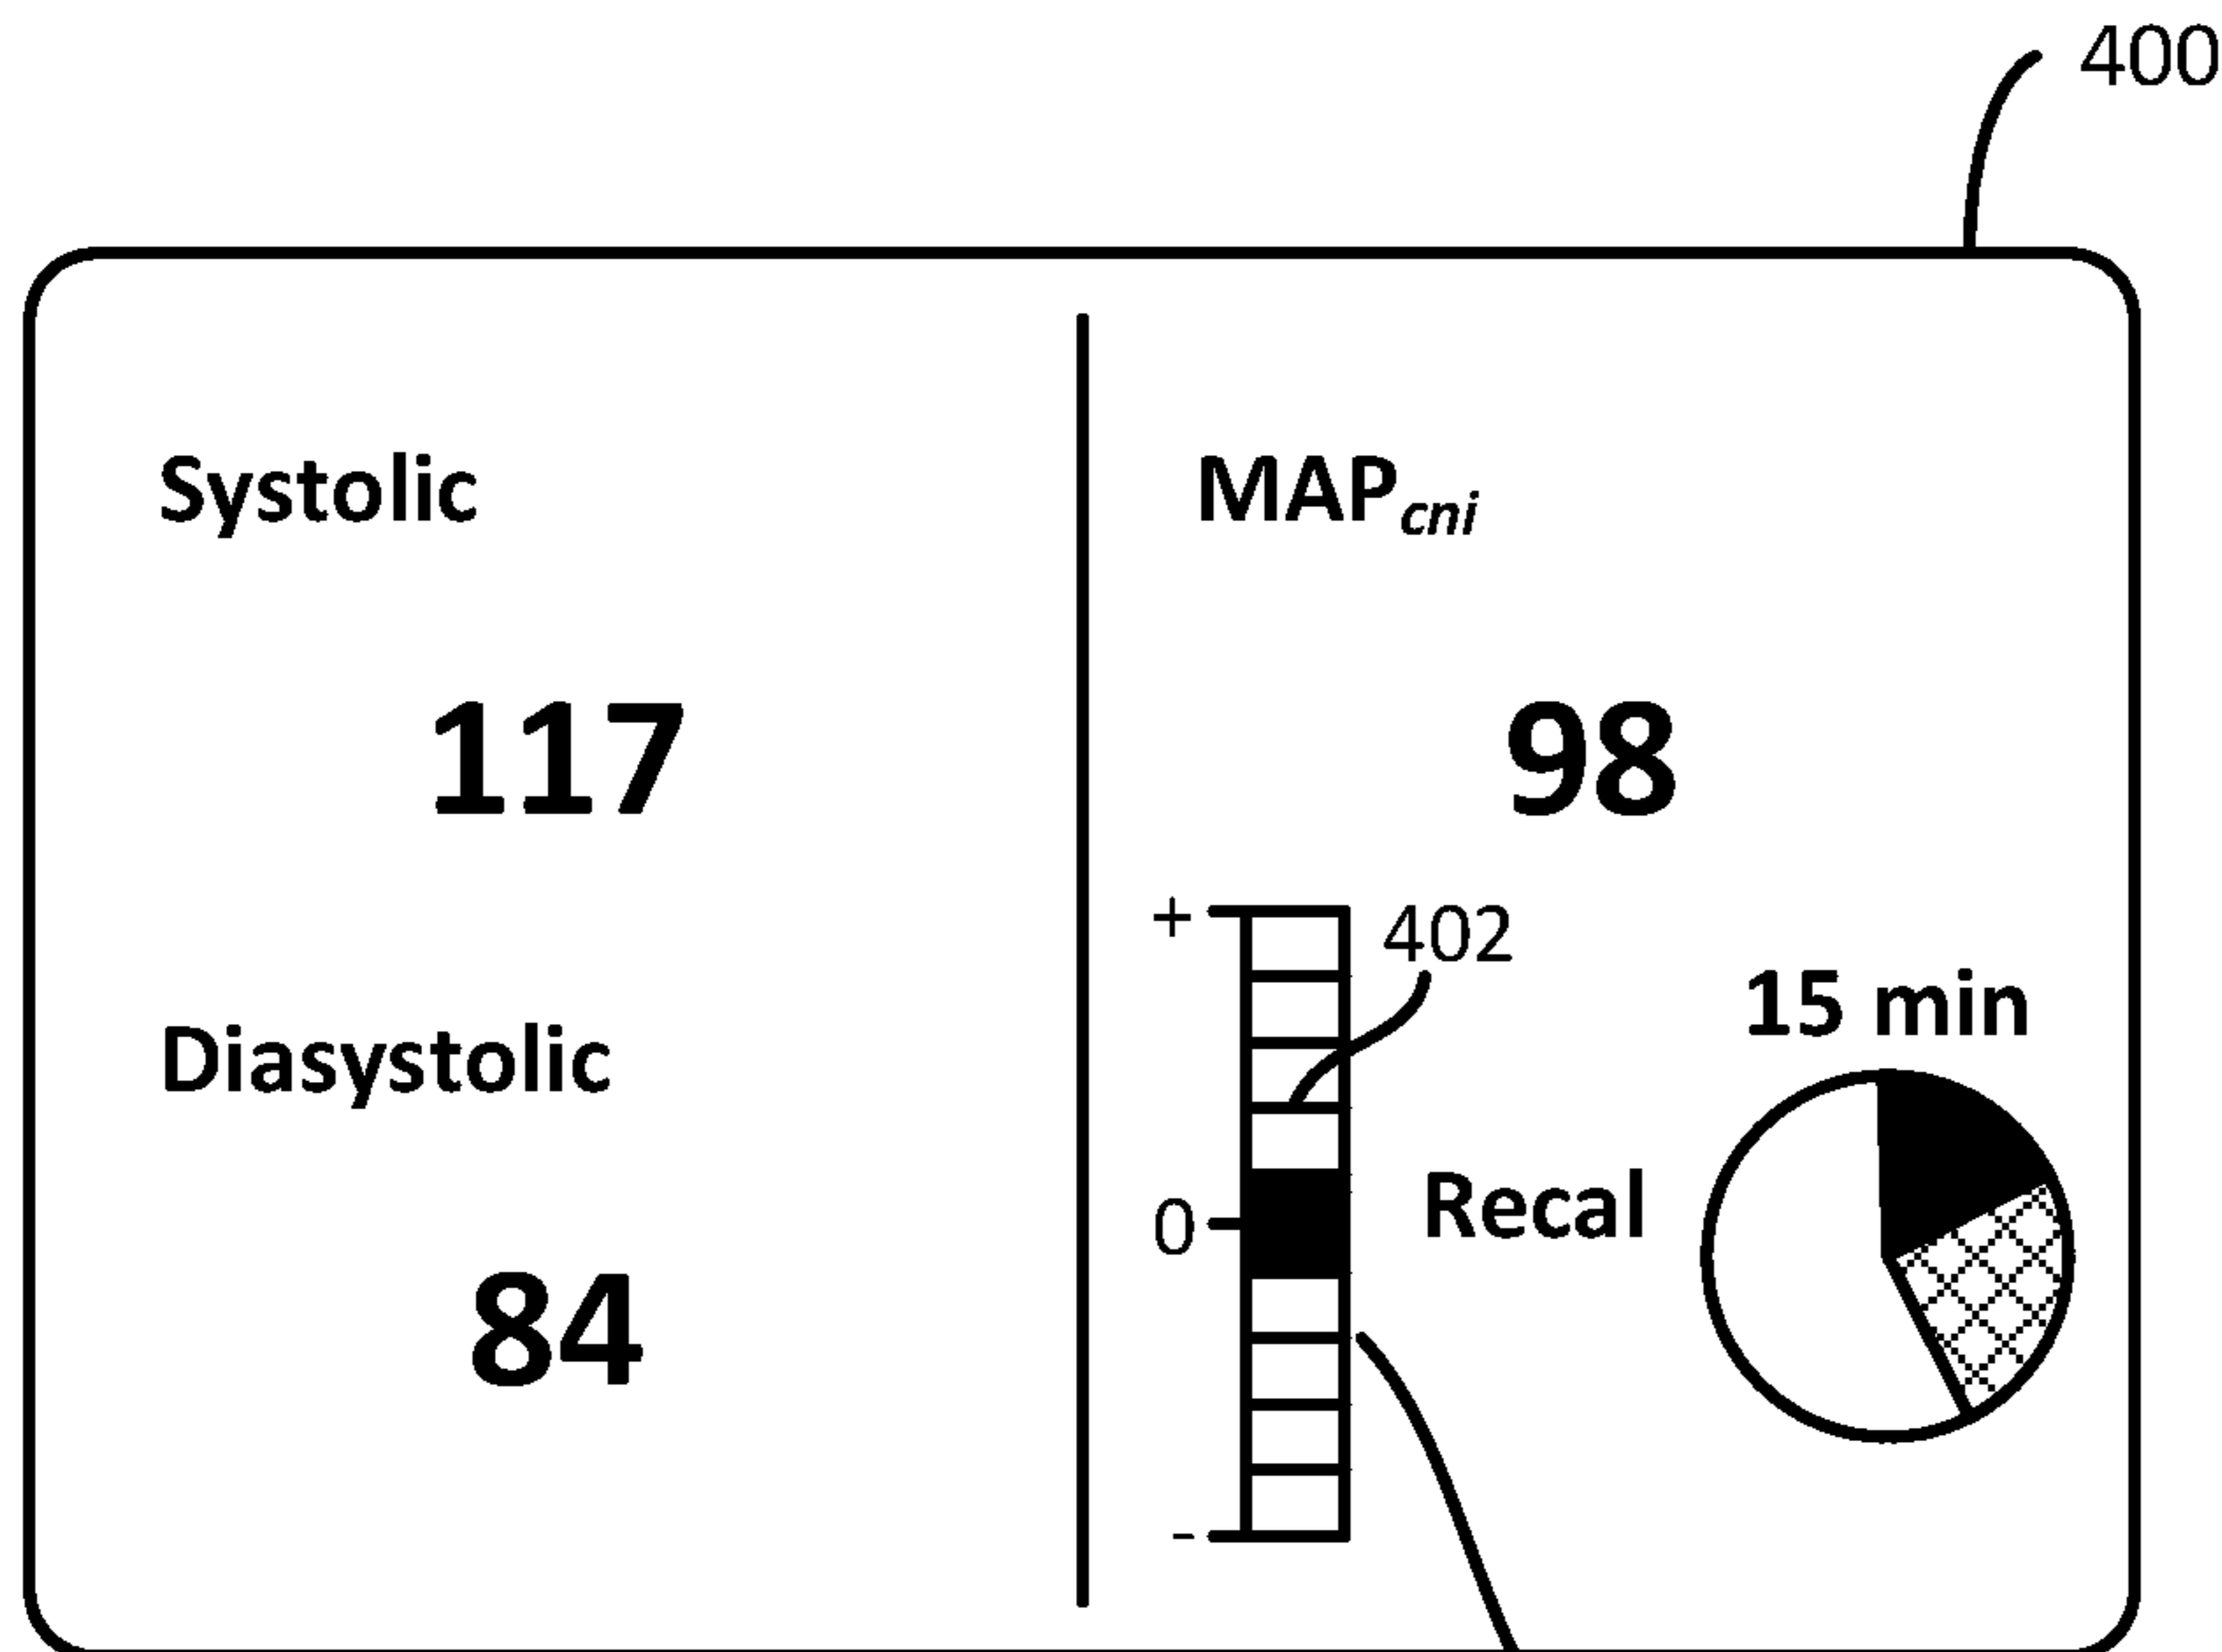 400
Systolic
117
Diasystolic
84
MAPcni
98
+
402
15 min
0
Recal
-